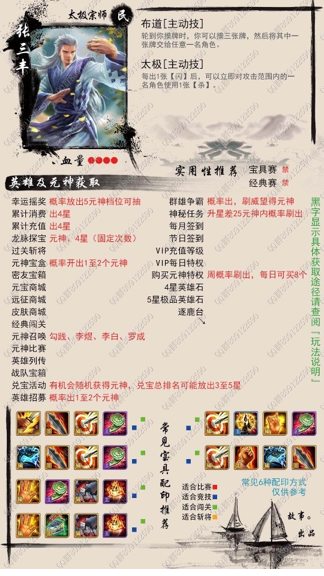 太极宗师
民
张三丰
布道[主动技]
轮到你摸牌时，你可以摸三张牌，然后将其中一张牌交给任意一名角色。
太极[主动技]
每当出1张【闪】后，可以立即对攻击范围内的一名角色使用1张【杀】
血量
实用性推荐
宝具赛 禁
经典赛 禁
英雄及元神获取
幸运摇奖 概率放出5元神档位可抽
累计消费 出4星
累计充值 出4星
龙脉探宝 元神，4星（固定次数）
过关斩将
元神宝盒 概率开出1至2个元神
密友宝箱
元宝商城
远征商城
皮肤商城
经典闯关
元神召唤 勾践、李煜、李白、罗成
元神比赛
英雄列传
战队宝箱
兑宝活动 有机会随机获得元神，兑宝总排名可能放出3至5星
英雄招募 概率出1至2个元神
群雄争霸 概率出，刷威望得元神
神秘任务 升星差25元神内概率刷出
每月签到
节日签到
VIP充值等级
VIP每日特权
购买元神特权 周概率刷出，每日可买8个
4星英雄石
5星极品英雄石
逐鹿台
黑字显示具体获取途径请查阅『玩法说明』
常见宝具配印推荐
适合比赛
适合竞技
适合闯关
适合斩将
常见6种配印方式
仅供参考
故事。
出品